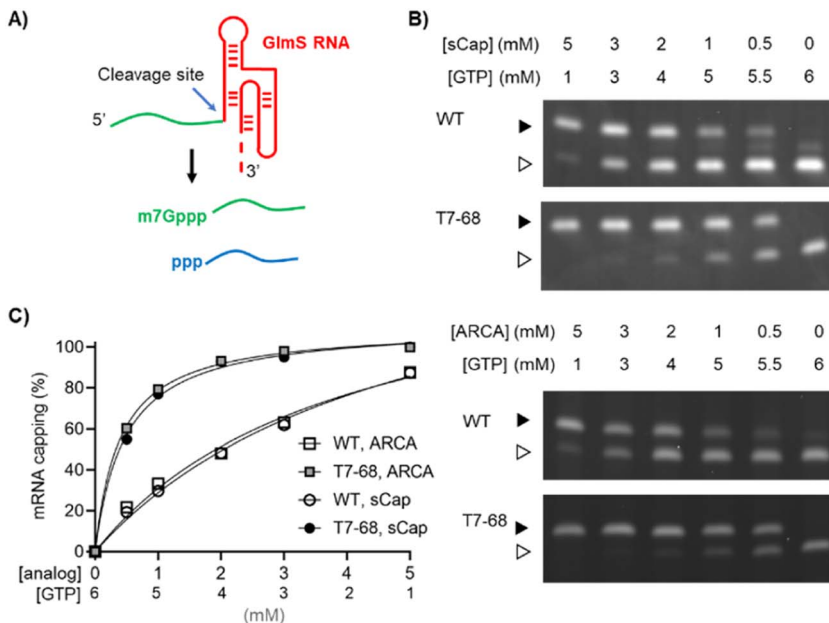 A)
GlmS RNA
Cleavage site
5'
3'
m7Gppp
ppp
B)
[sCap] (mM) 5 3 2 1 0.5 0
[GTP] (mM) 1 3 4 5 5.5 6
WT
T7-68
[ARCA] (mM) 5 3 2 1 0.5 0
[GTP] (mM) 1 3 4 5 5.5 6
WT
T7-68
C)
mRNA capping (%)
100
80
60
40
20
0
WT, ARCA
T7-68, ARCA
WT, sCap
T7-68, sCap
[analog] 0 1 2 3 4 5
[GTP] 6 5 4 3 2 1
(mM)